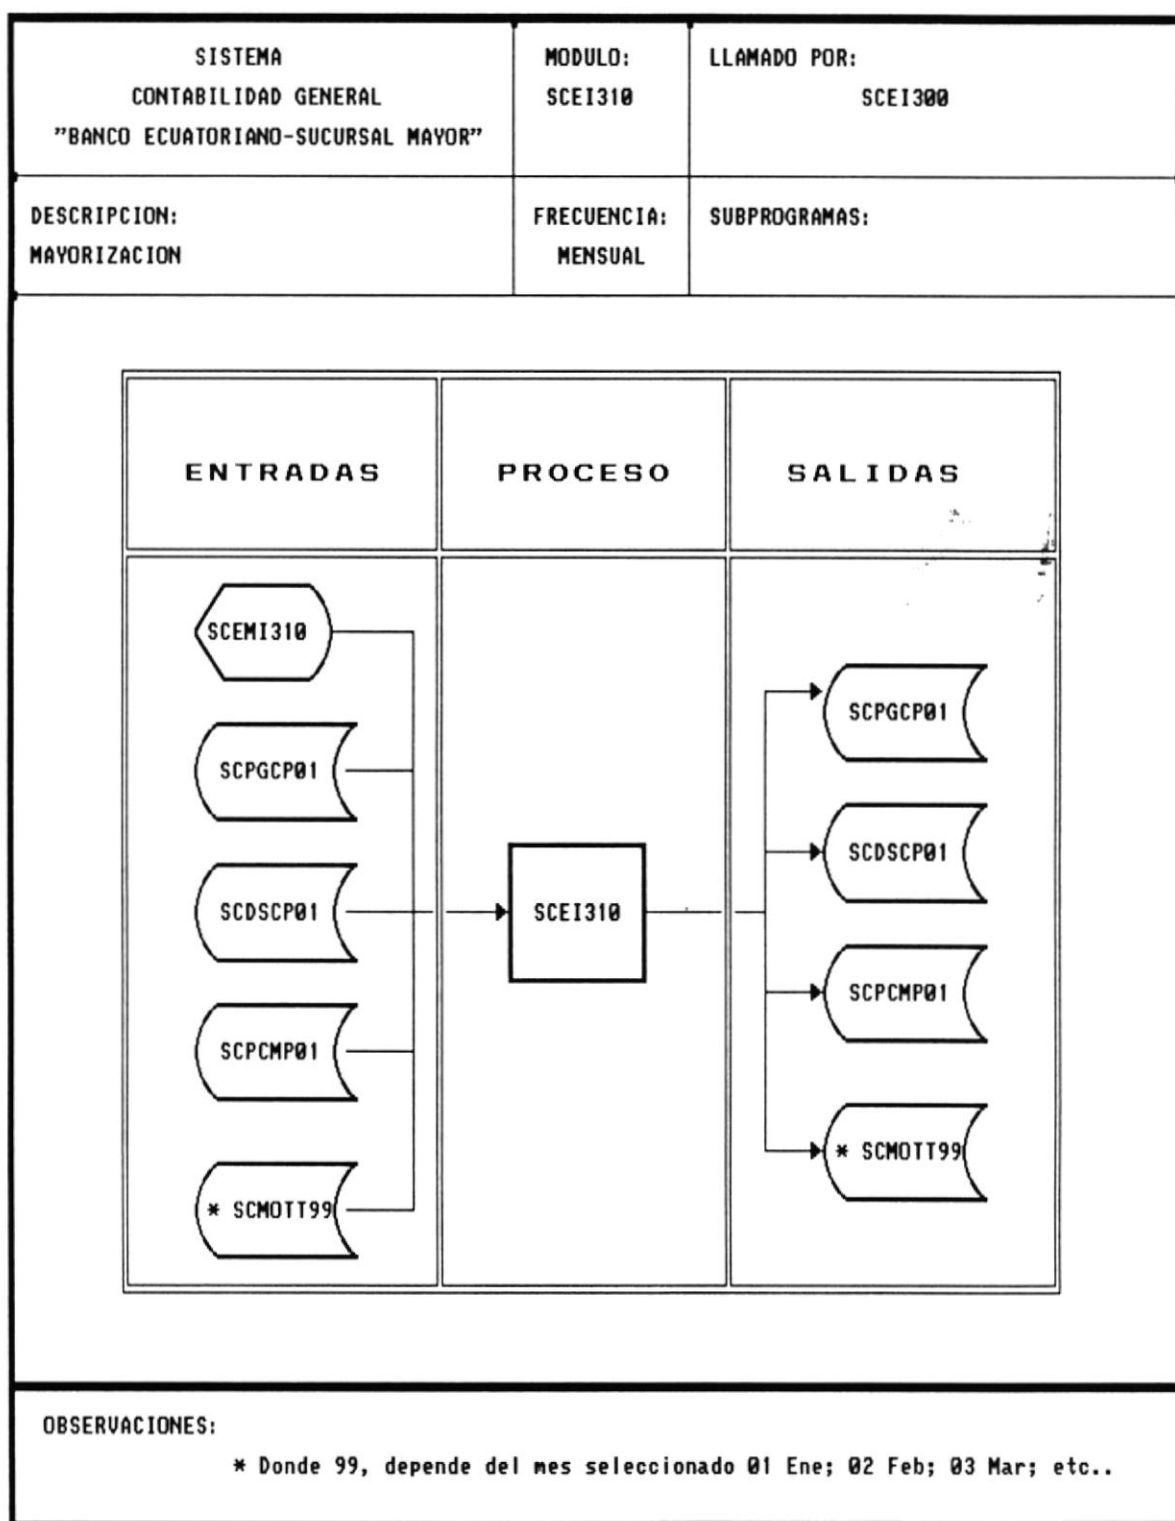 SISTEMA
CONTABILIDAD GENERAL
"BANCO ECUATORIANO-SUCURSAL MAYOR"
MODULO:
SCEI310
LLAMADO POR:
SCEI300
DESCRIPCION:
MAYORIZACION
FRECUENCIA:
MENSUAL
SUBPROGRAMAS:
ENTRADAS
PROCESO
SALIDAS
SCEMI310
SCPGCP01
SCDSCP01
SCPCMP01
* SCMOTT99
SCEI310
SCPGCP01
SCDSCP01
SCPCMP01
* SCMOTT99
OBSERVACIONES:
* Donde 99, depende del mes seleccionado 01 Ene; 02 Feb; 03 Mar; etc..